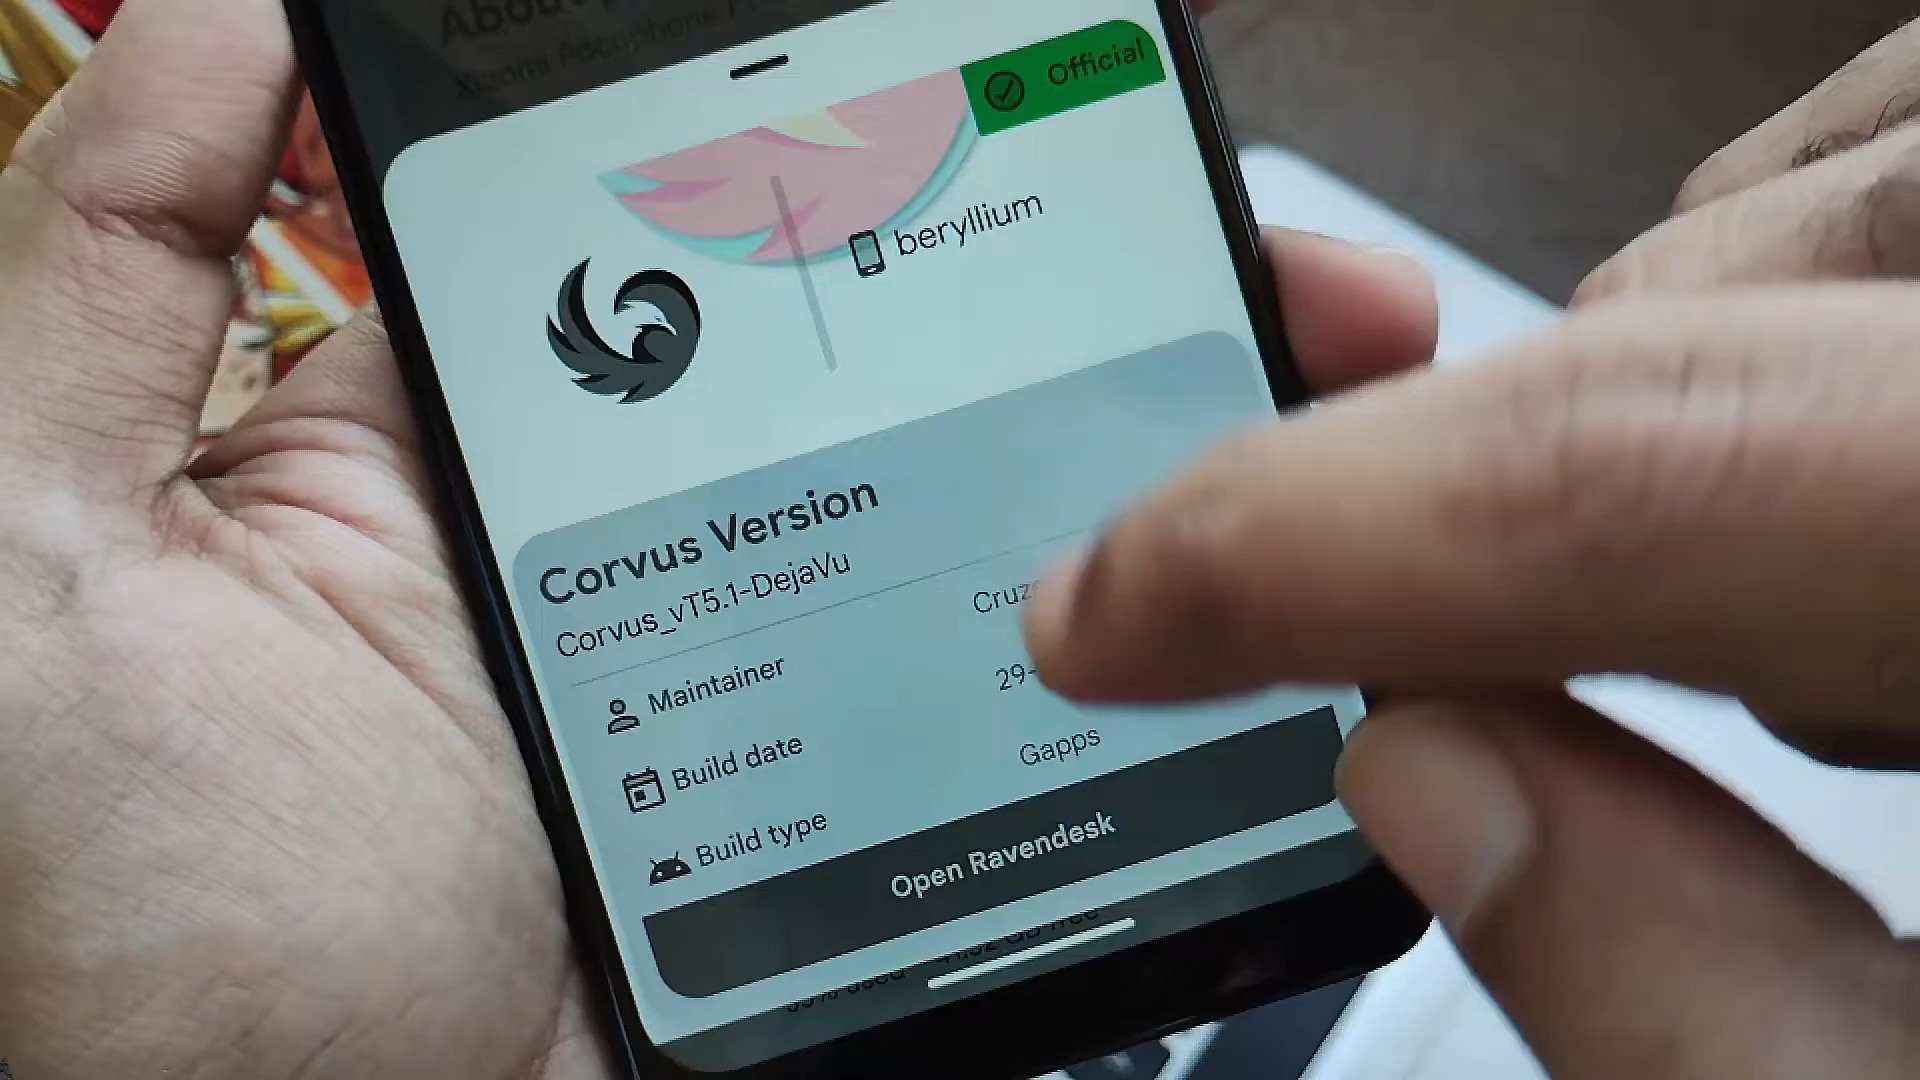 About
Xiaomi Pocophone
Official
beryllium
Corvus Version
Corvus_vT5.1-DejaVu
Maintainer
Build date
29-
Build type
Gapps
Open Ravendesk